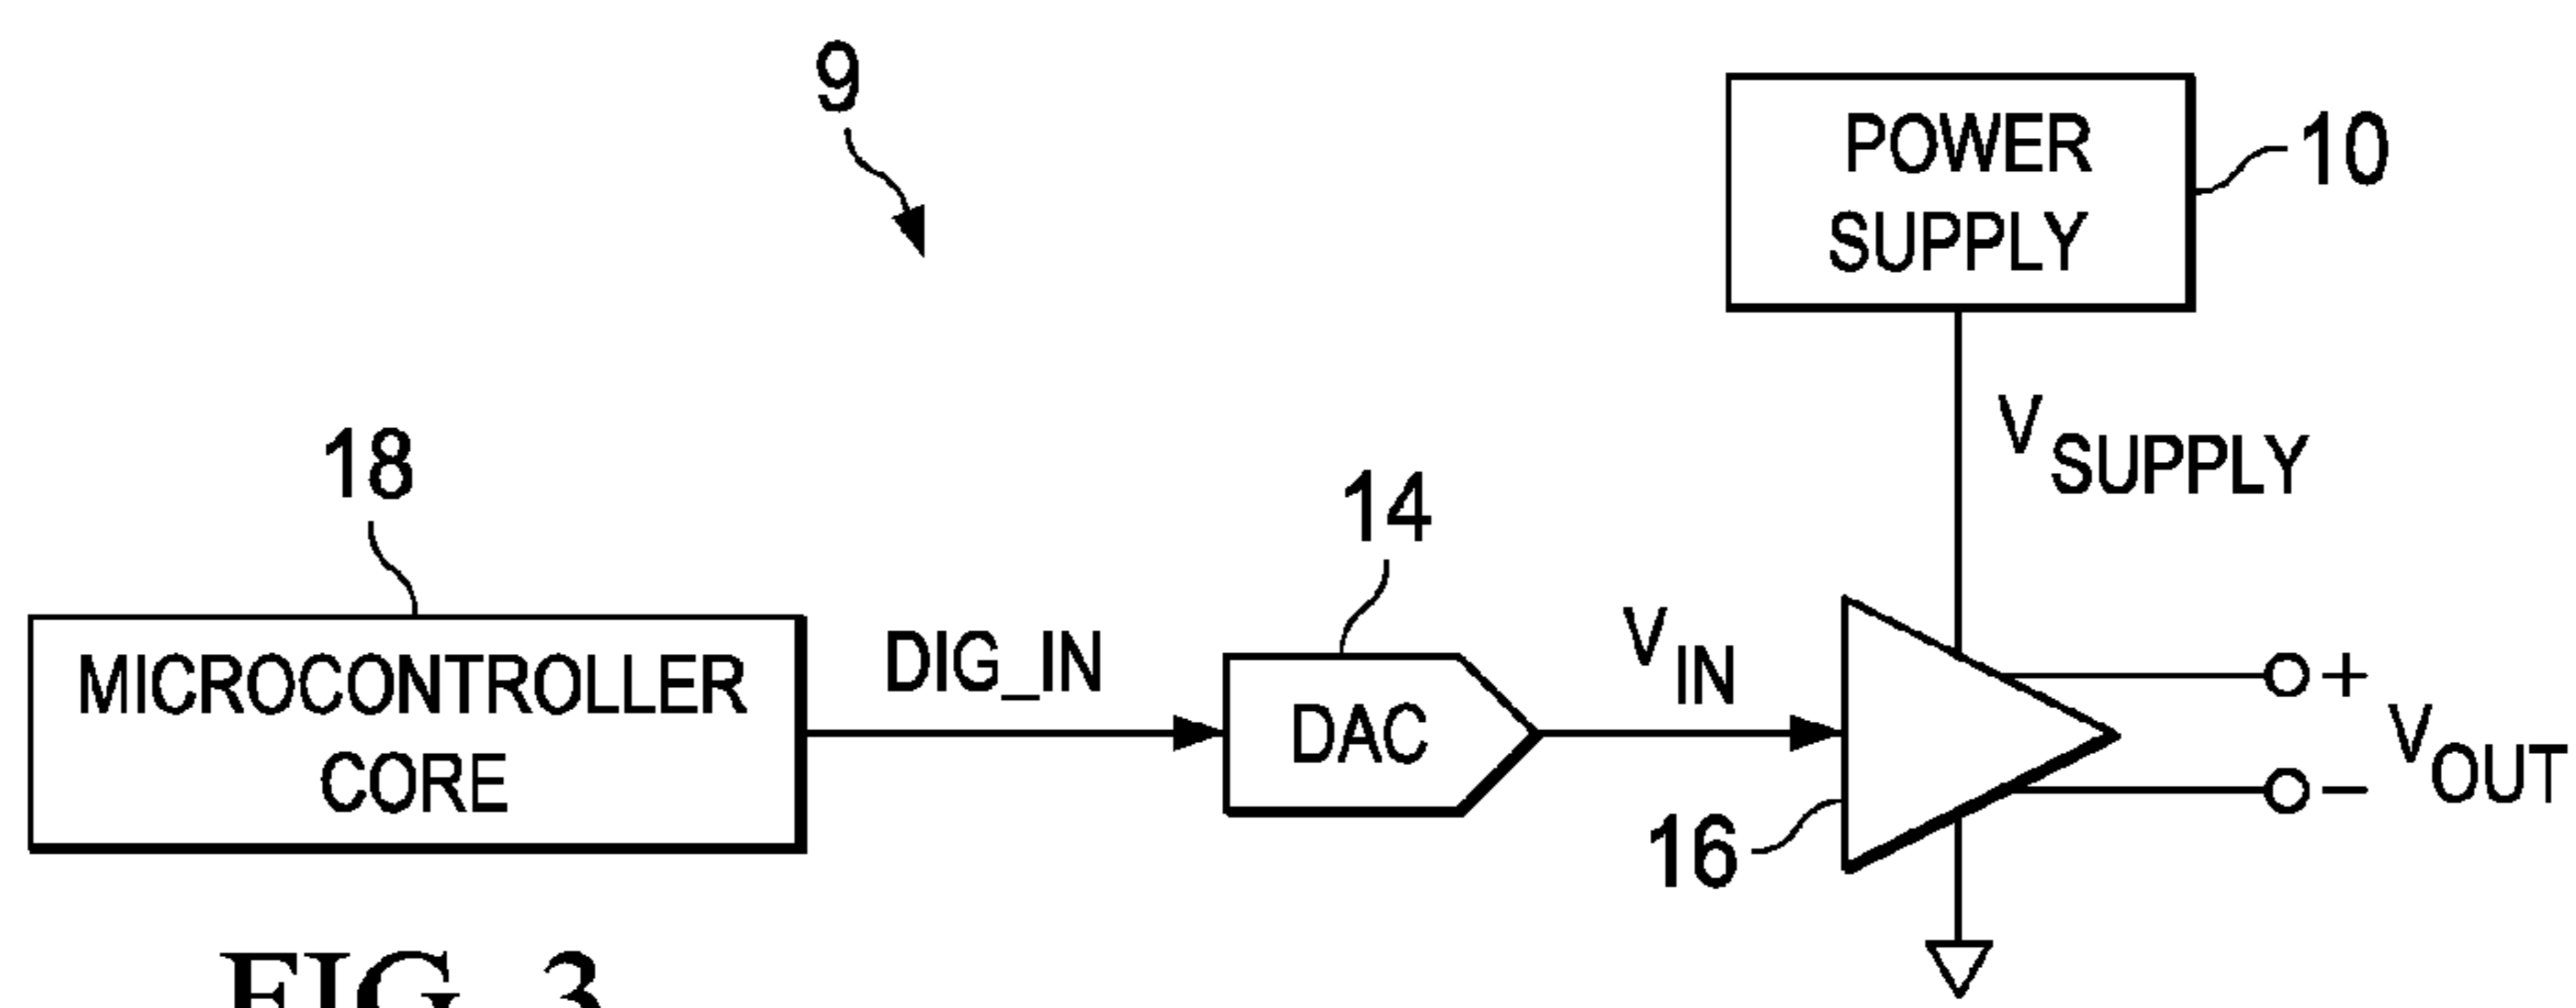 9
POWER
SUPPLY
10
V SUPPLY
18
14
MICROCONTROLLER
CORE
DIG_IN
DAC
V IN
16
+
−
V OUT
FIG. 3